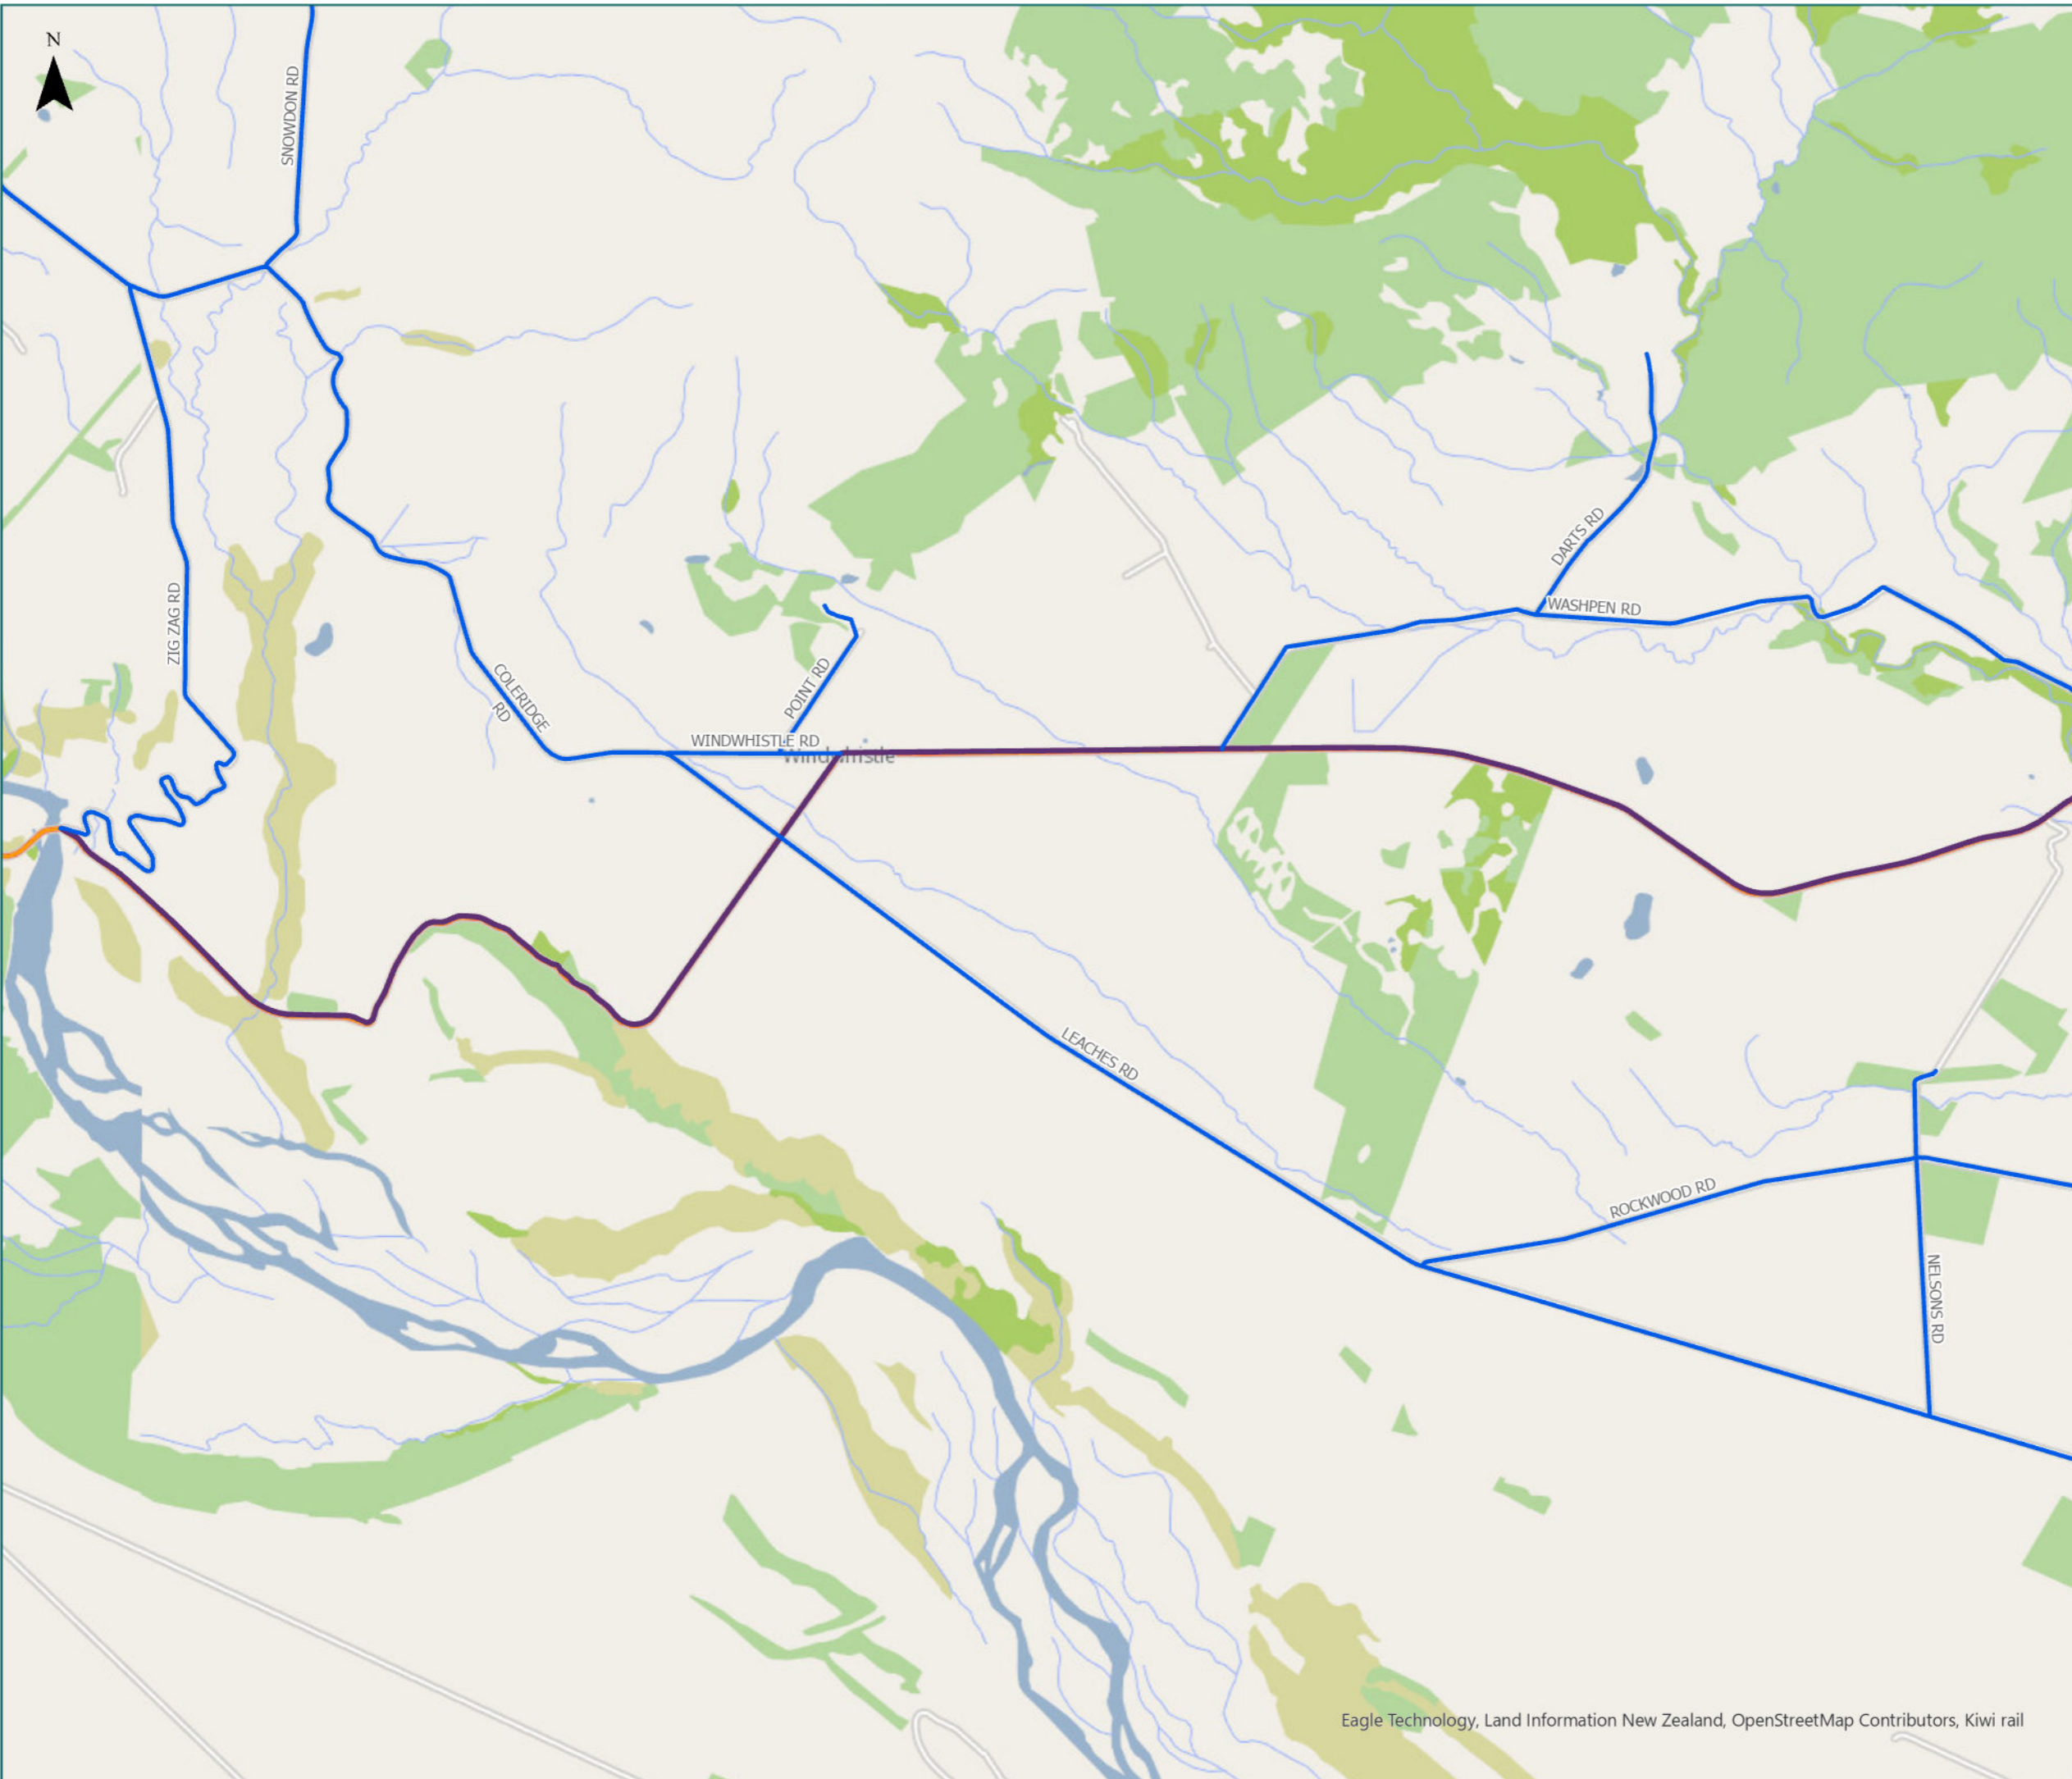 N
SNOWDON RD
ZIG ZAG RD
COLERIDGE
RD
POINT RD
WINDWHISTLE RD
Windwhistle
DARTS RD
WASHPEN RD
LEACHES RD
ROCKWOOD RD
NELSONS RD
Eagle Technology, Land Information New Zealand, OpenStreetMap Contributors, Kiwi rail